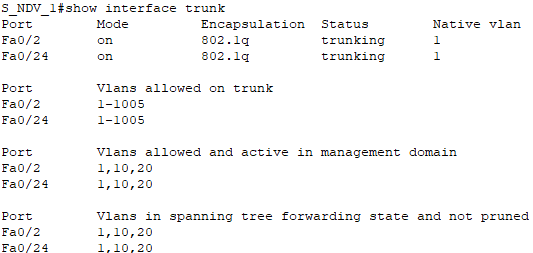 S_NDV_1#show interface trunk
Port Mode Encapsulation Status Native vlan
Fa0/2 on 802.1q trunking 1
Fa0/24 on 802.1q trunking 1
Port Vlans allowed on trunk
Fa0/2 1-1005
Fa0/24 1-1005
Port Vlans allowed and active in management domain
Fa0/2 1,10,20
Fa0/24 1,10,20
Port Vlans in spanning tree forwarding state and not pruned
Fa0/2 1,10,20
Fa0/24 1,10,20